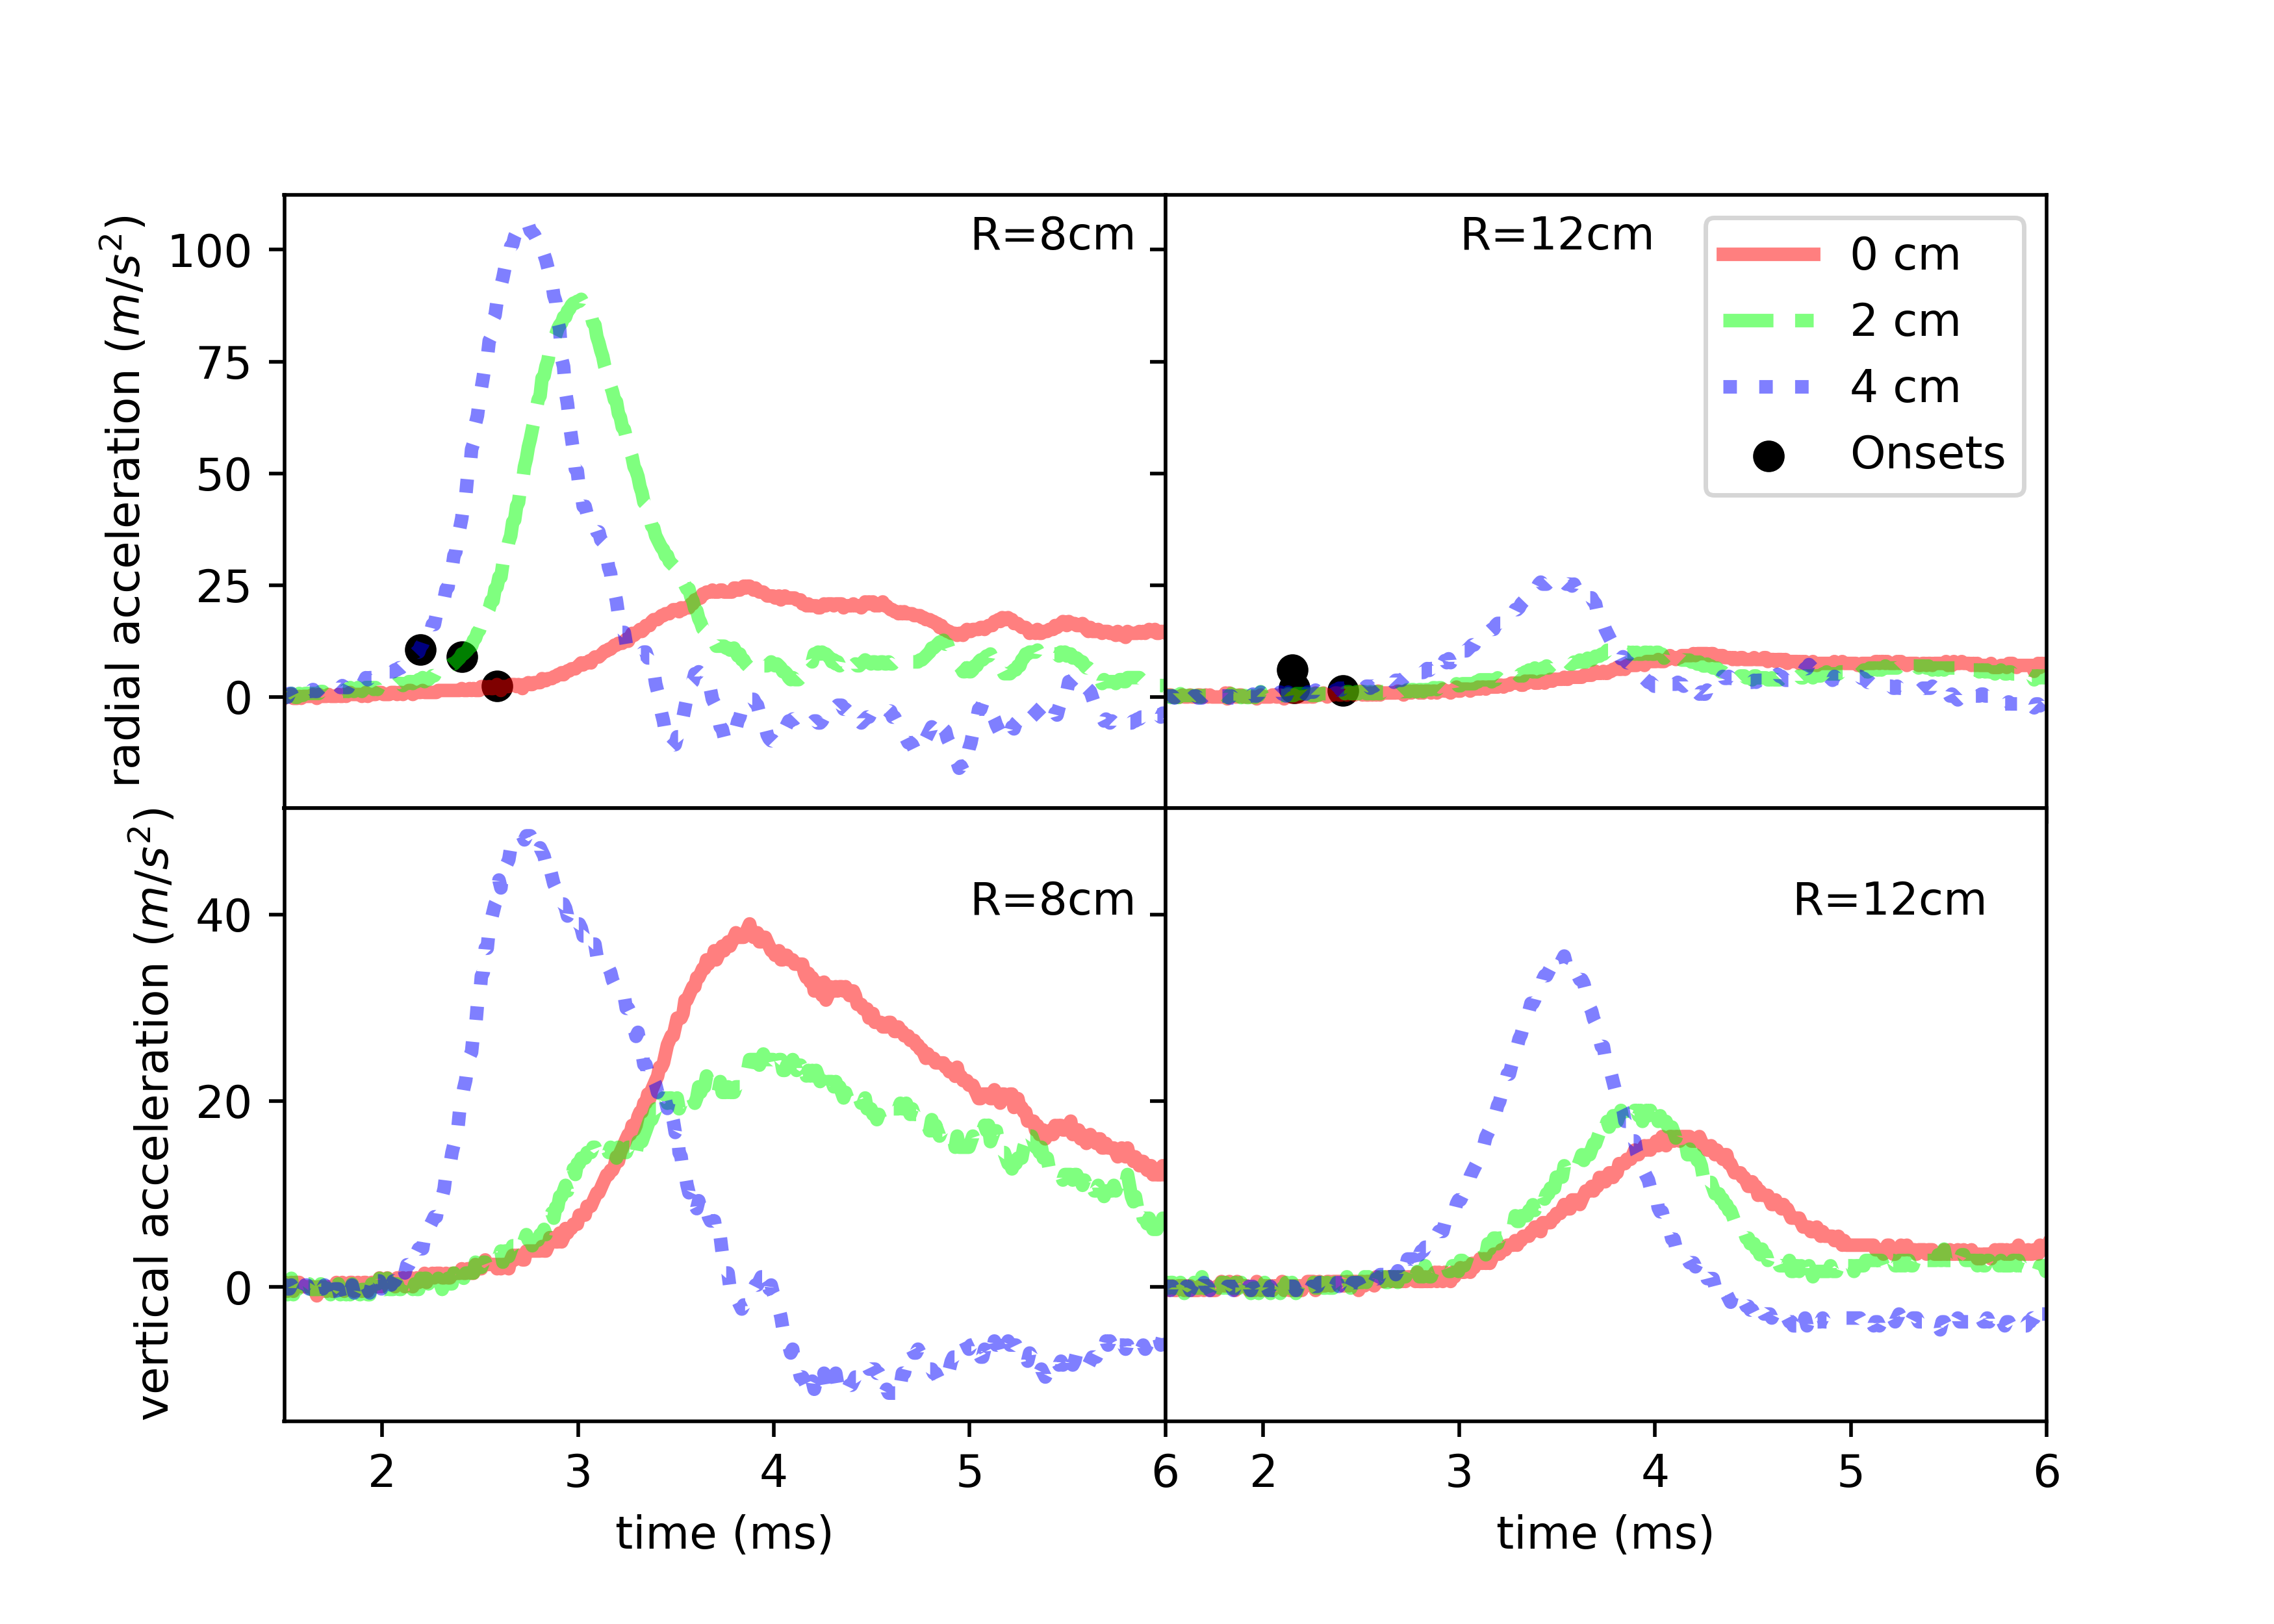 radial acceleration (m/s²)
100
75
50
25
0
R=8cm
R=12cm
0 cm
2 cm
4 cm
Onsets
vertical acceleration (m/s²)
40
20
0
R=8cm
R=12cm
2 3 4 5 6 2 3 4 5 6
time (ms) time (ms)